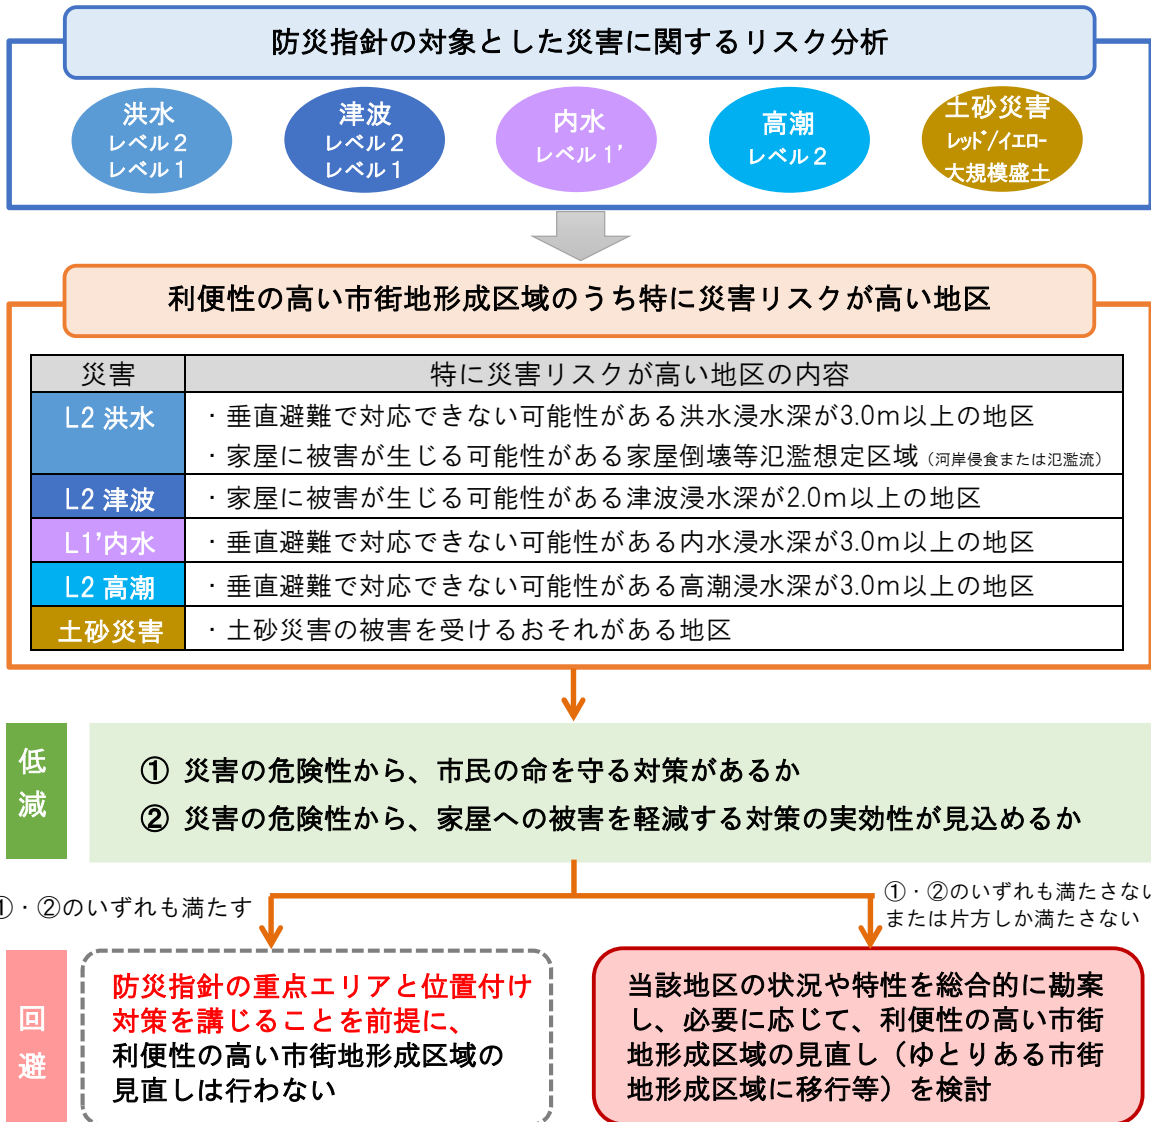 防災指針の対象とした災害に関するリスク分析
洪水
レベル2
レベル1
津波
レベル2
レベル1
内水
レベル1'
高潮
レベル2
土砂災害
ﾚｯﾄﾞ/ｲｴﾛｰ
大規模盛土
利便性の高い市街地形成区域のうち特に災害リスクが高い地区
災害 特に災害リスクが高い地区の内容
L2 洪水
・垂直避難で対応できない可能性がある洪水浸水深が3.0m以上の地区
・家屋に被害が生じる可能性がある家屋倒壊等氾濫想定区域（河岸侵食または氾濫流）
L2 津波 ・家屋に被害が生じる可能性がある津波浸水深が2.0m以上の地区
L1'内水 ・垂直避難で対応できない可能性がある内水浸水深が3.0m以上の地区
L2 高潮 ・垂直避難で対応できない可能性がある高潮浸水深が3.0m以上の地区
土砂災害 ・土砂災害の被害を受けるおそれがある地区
低減
① 災害の危険性から、市民の命を守る対策があるか
② 災害の危険性から、家屋への被害を軽減する対策の実効性が見込めるか
①・②のいずれも満たす
①・②のいずれも満たさない
または片方しか満たさない
回避
防災指針の重点エリアと位置付け
対策を講じることを前提に、
利便性の高い市街地形成区域の
見直しは行わない
当該地区の状況や特性を総合的に勘案
し、必要に応じて、利便性の高い市街
地形成区域の見直し（ゆとりある市街
地形成区域に移行等）を検討